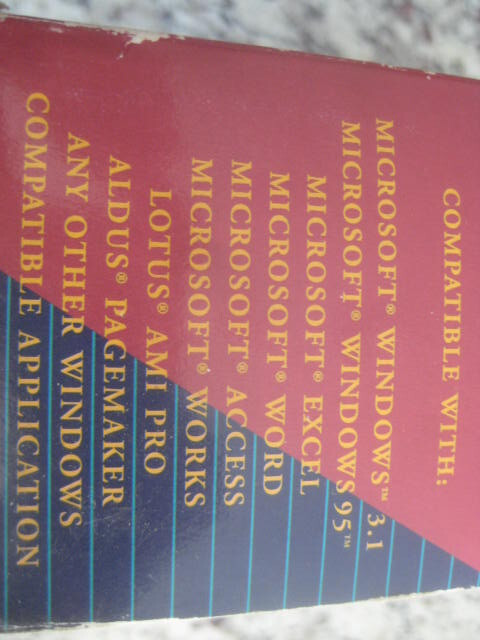 COMPATIBLE WITH:
MICROSOFT® WINDOWS™ 3.1
MICROSOFT® WINDOWS 95™
MICROSOFT® EXCEL
MICROSOFT® WORD
MICROSOFT® ACCESS
MICROSOFT® WORKS
LOTUS® AMI PRO
ALDUS® PAGEMAKER
ANY OTHER WINDOWS
COMPATIBLE APPLICATION